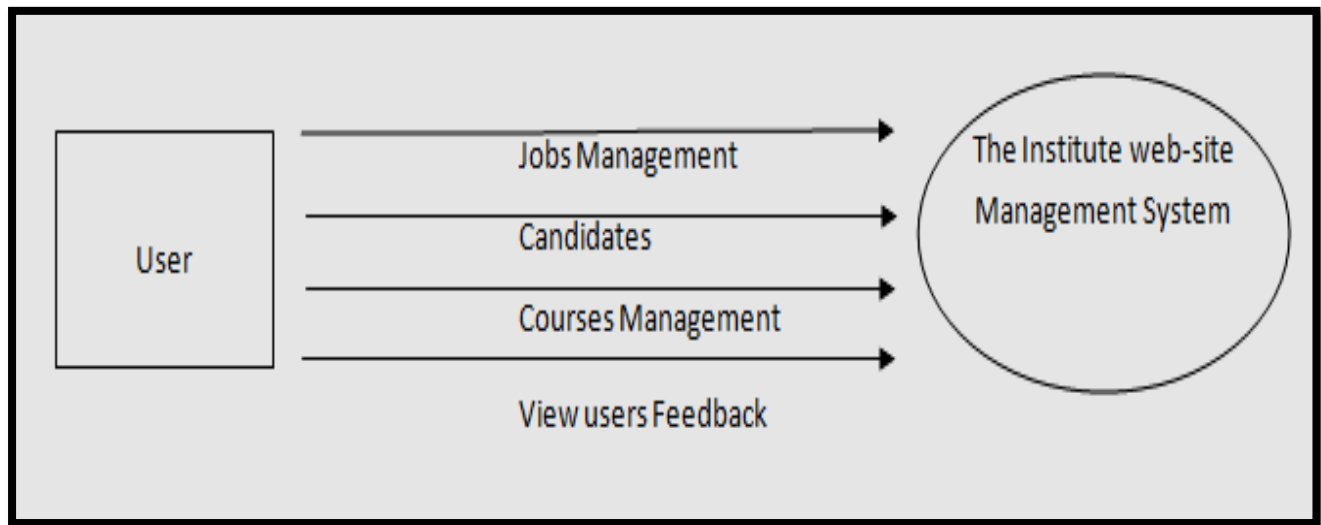 User
Jobs Management
Candidates
Courses Management
View users Feedback
The Institute web-site
Management System